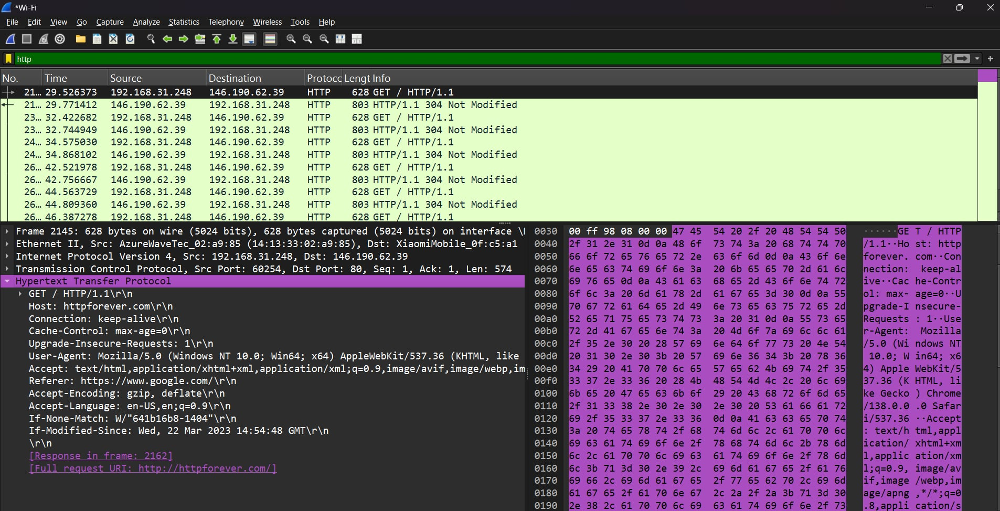 *Wi-Fi
File Edit View Go Capture Analyze Statistics Telephony Wireless Tools Help
http
No. Time Source Destination Protocc Lengt Info
21… 29.526373 192.168.31.248 146.190.62.39 HTTP 628 GET / HTTP/1.1
21… 29.771412 146.190.62.39 192.168.31.248 HTTP 803 HTTP/1.1 304 Not Modified
23… 32.422682 192.168.31.248 146.190.62.39 HTTP 628 GET / HTTP/1.1
23… 32.744949 146.190.62.39 192.168.31.248 HTTP 803 HTTP/1.1 304 Not Modified
24… 34.575030 192.168.31.248 146.190.62.39 HTTP 628 GET / HTTP/1.1
24… 34.868102 146.190.62.39 192.168.31.248 HTTP 803 HTTP/1.1 304 Not Modified
26… 42.521978 192.168.31.248 146.190.62.39 HTTP 628 GET / HTTP/1.1
26… 42.756667 146.190.62.39 192.168.31.248 HTTP 803 HTTP/1.1 304 Not Modified
26… 44.563729 192.168.31.248 146.190.62.39 HTTP 628 GET / HTTP/1.1
26… 44.809360 146.190.62.39 192.168.31.248 HTTP 803 HTTP/1.1 304 Not Modified
26… 46.387278 192.168.31.248 146.190.62.39 HTTP 628 GET / HTTP/1.1
Frame 2145: 628 bytes on wire (5024 bits), 628 bytes captured (5024 bits) on interface \
Ethernet II, Src: AzureWaveTec_02:a9:85 (14:13:33:02:a9:85), Dst: XiaomiMobile_0f:c5:a1
Internet Protocol Version 4, Src: 192.168.31.248, Dst: 146.190.62.39
Transmission Control Protocol, Src Port: 60254, Dst Port: 80, Seq: 1, Ack: 1, Len: 574
Hypertext Transfer Protocol
GET / HTTP/1.1\r\n
Host: httpforever.com\r\n
Connection: keep-alive\r\n
Cache-Control: max-age=0\r\n
Upgrade-Insecure-Requests: 1\r\n
User-Agent: Mozilla/5.0 (Windows NT 10.0; Win64; x64) AppleWebKit/537.36 (KHTML, like
Accept: text/html,application/xhtml+xml,application/xml;q=0.9,image/avif,image/webp,im
Referer: https://www.google.com/\r\n
Accept-Encoding: gzip, deflate\r\n
Accept-Language: en-US,en;q=0.9\r\n
If-None-Match: W/"641b16b8-1404"\r\n
If-Modified-Since: Wed, 22 Mar 2023 14:54:48 GMT\r\n
\r\n
[Response in frame: 2162]
[Full request URI: http://httpforever.com/]
0030 00 ff 98 08 00 00 47 45 54 20 2f 20 48 54 54 50 ······GE T / HTTP
0040 2f 31 2e 31 0d 0a 48 6f 73 74 3a 20 68 74 74 70 /1.1··Ho st: http
0050 66 6f 72 65 76 65 72 2e 63 6f 6d 0d 0a 43 6f 6e forever. com··Con
0060 6e 65 63 74 69 6f 6e 3a 20 6b 65 65 70 2d 61 6c nection: keep-al
0070 69 76 65 0d 0a 43 61 63 68 65 2d 43 6f 6e 74 72 ive··Cac he-Contr
0080 6f 6c 3a 20 6d 61 78 2d 61 67 65 3d 30 0d 0a 55 ol: max- age=0··U
0090 70 67 72 61 64 65 2d 49 6e 73 65 63 75 72 65 2d pgrade-I nsecure-
00a0 52 65 71 75 65 73 74 73 3a 20 31 0d 0a 55 73 65 Requests : 1··Use
00b0 72 2d 41 67 65 6e 74 3a 20 4d 6f 7a 69 6c 6c 61 r-Agent: Mozilla
00c0 2f 35 2e 30 20 28 57 69 6e 64 6f 77 73 20 4e 54 /5.0 (Wi ndows NT
00d0 20 31 30 2e 30 3b 20 57 69 6e 36 34 3b 20 78 36 10.0; W in64; x6
00e0 34 29 20 41 70 70 6c 65 57 65 62 4b 69 74 2f 35 4) Apple WebKit/5
00f0 33 37 2e 33 36 20 28 4b 48 54 4d 4c 2c 20 6c 69 37.36 (K HTML, li
0100 6b 65 20 47 65 63 6b 6f 29 20 43 68 72 6f 6d 65 ke Gecko ) Chrome
0110 2f 31 33 38 2e 30 2e 30 2e 30 20 53 61 66 61 72 /138.0.0 .0 Safar
0120 69 2f 35 33 37 2e 33 36 0d 0a 41 63 63 65 70 74 i/537.36 ··Accept
0130 3a 20 74 65 78 74 2f 68 74 6d 6c 2c 61 70 70 6c : text/h tml,appl
0140 69 63 61 74 69 6f 6e 2f 78 68 74 6d 6c 2b 78 6d ication/ xhtml+xm
0150 6c 2c 61 70 70 6c 69 63 61 74 69 6f 6e 2f 78 6d l,applic ation/xm
0160 6c 3b 71 3d 30 2e 39 2c 69 6d 61 67 65 2f 61 76 l;q=0.9, image/av
0170 69 66 2c 69 6d 61 67 65 2f 77 65 62 70 2c 69 6d if,image /webp,im
0180 61 67 65 2f 61 70 6e 67 2c 2a 2f 2a 3b 71 3d 30 age/apng ,*/*;q=0
0190 2e 38 2c 61 70 70 6c 69 63 61 74 69 6f 6e 2f 73 .8,appli cation/s